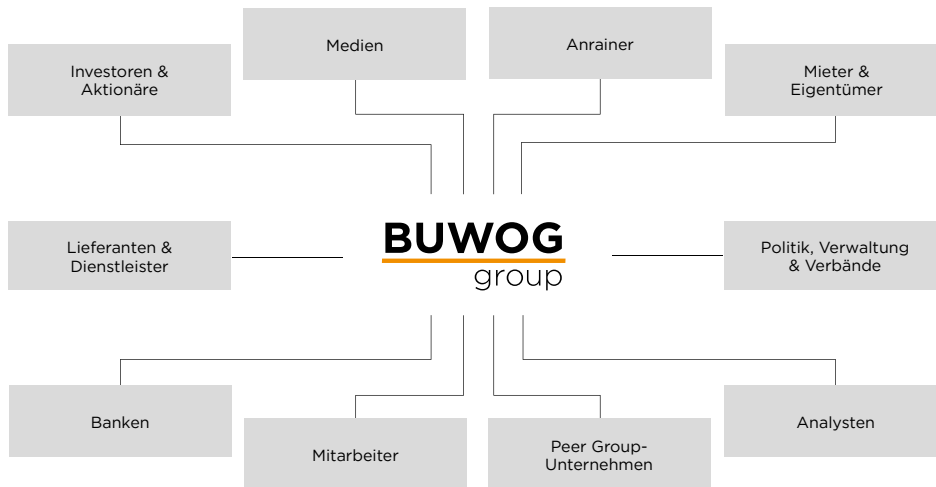 Medien
Anrainer
Investoren &
Aktionäre
Mieter &
Eigentümer
Lieferanten &
Dienstleister
BUWOG
group
Politik, Verwaltung
& Verbände
Banken
Mitarbeiter
Peer Group-
Unternehmen
Analysten